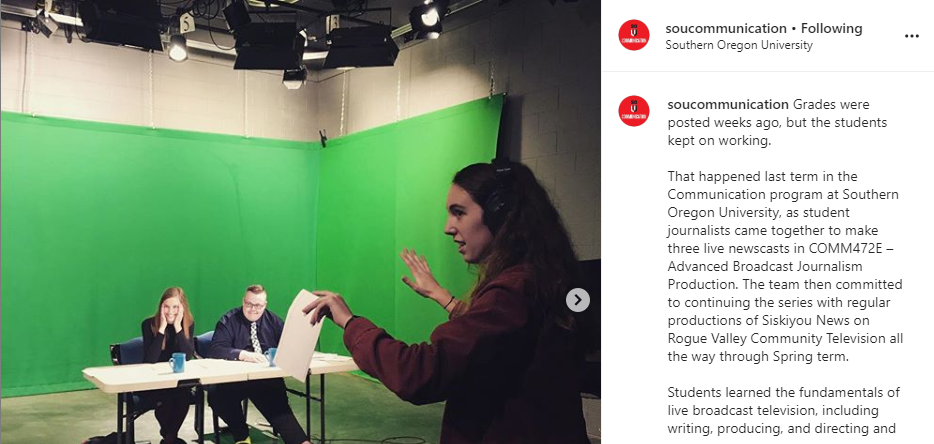 soucommunication • Following
Southern Oregon University
soucommunication Grades were
posted weeks ago, but the students
kept on working.
That happened last term in the
Communication program at Southern
Oregon University, as student
journalists came together to make
three live newscasts in COMM472E –
Advanced Broadcast Journalism
Production. The team then committed
to continuing the series with regular
productions of Siskiyou News on
Rogue Valley Community Television all
the way through Spring term.
Students learned the fundamentals of
live broadcast television, including
writing, producing, and directing and